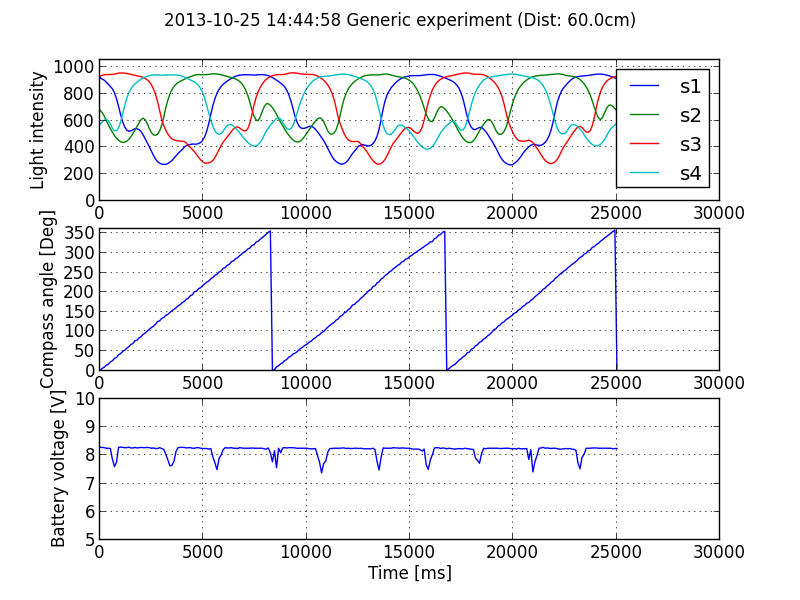 2013-10-25 14:44:58 Generic experiment (Dist: 60.0cm)
Light intensity
1000
800
600
400
200
0
0 5000 10000 15000 20000 25000 30000
s1
s2
s3
s4
Compass angle [Deg]
350
300
250
200
150
100
50
0
0 5000 10000 15000 20000 25000 30000
Battery voltage [V]
10
9
8
7
6
5
0 5000 10000 15000 20000 25000 30000
Time [ms]